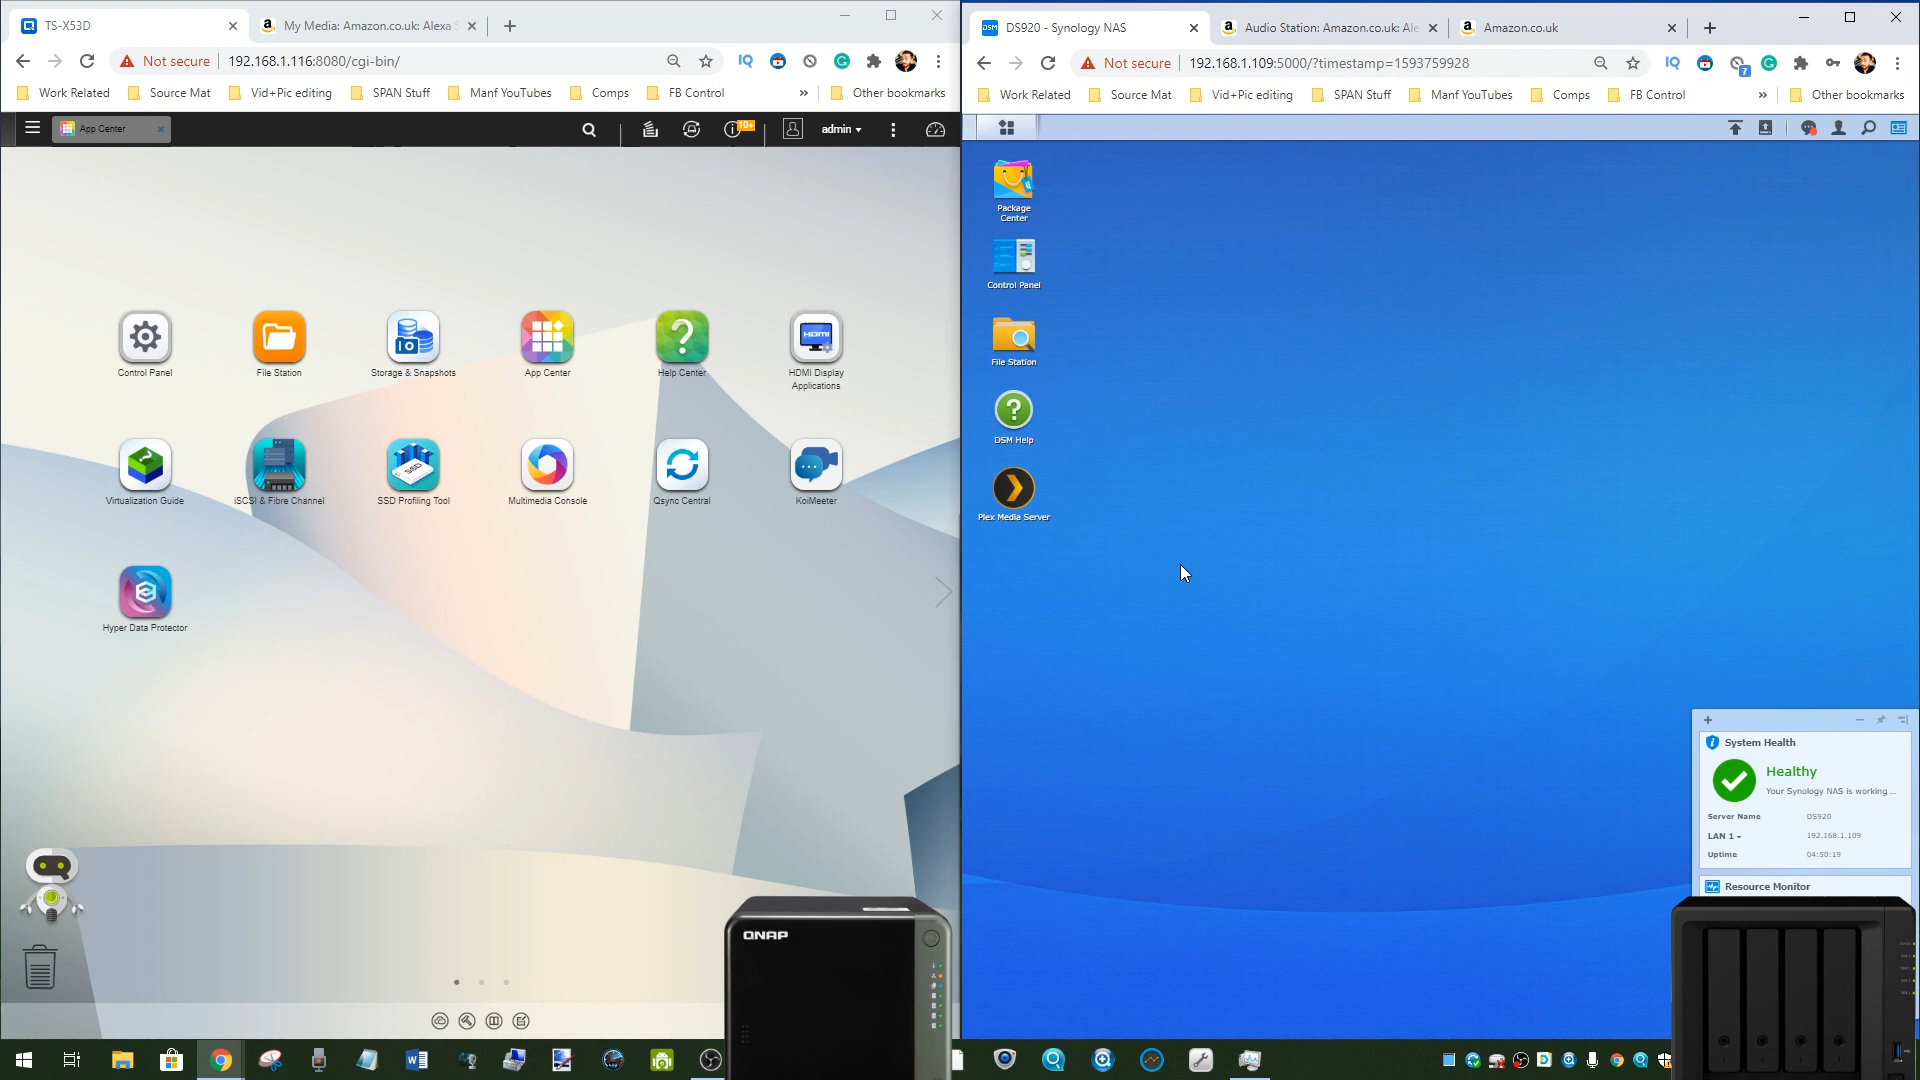 TS-X53D
My Media: Amazon.co.uk: Alexa S
Not secure
192.168.1.116:8080/cgi-bin/
Work Related
Source Mat
Vid+Pic editing
SPAN Stuff
Manf YouTubes
Comps
FB Control
»
Other bookmarks
App Center
10+
admin
Control Panel
File Station
Storage & Snapshots
App Center
Help Center
HDMI Display
Applications
Virtualization Guide
iSCSI & Fibre Channel
SSD Profiling Tool
Multimedia Console
Qsync Central
KoiMeeter
Hyper Data Protector
HDMI
SSD
QNAP
DS920 - Synology NAS
Audio Station: Amazon.co.uk: Ale
Amazon.co.uk
Not secure
192.168.1.109:5000/?timestamp=1593759928
IQ
7
Work Related
Source Mat
Vid+Pic editing
SPAN Stuff
Manf YouTubes
Comps
FB Control
»
Other bookmarks
Package
Center
Control Panel
File Station
DSM Help
Plex Media Server
System Health
Healthy
Your Synology NAS is working ...
Server Name DS920
LAN 1 192.168.1.109
Uptime 04:50:19
Resource Monitor